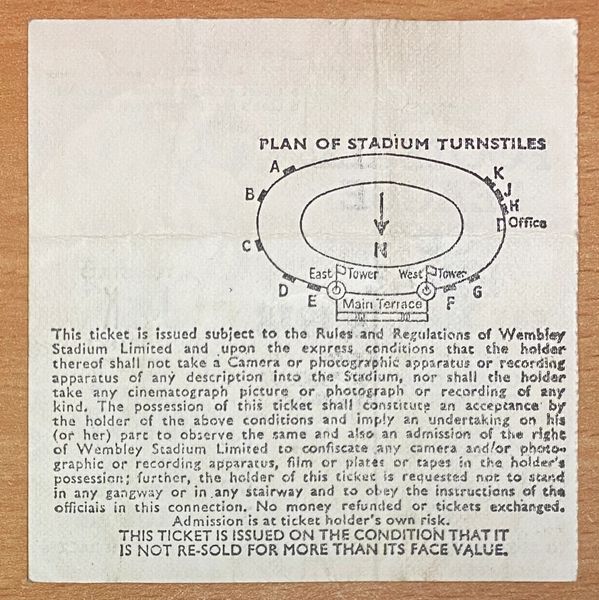 PLAN OF STADIUM TURNSTILES
A
K
B
J
H
Office
C
N
East Tower
West Tower
D
E
Main Terrace
F
G
This ticket is issued subject to the Rules and Regulations of Wembley
Stadium Limited and upon the express conditions that the holder
thereof shall not take a Camera or photographic apparatus or recording
apparatus of any description into the Stadium, nor shall the holder
take any cinematograph picture or photograph or recording of any
kind. The possession of this ticket shall constitute an acceptance by
the holder of the above conditions and imply an undertaking on his
(or her) part to observe the same and also an admission of the right
of Wembley Stadium Limited to confiscate any camera and/or photo-
graphic or recording apparatus, film or plates or tapes in the holder's
possession; further, the holder of this ticket is requested not to stand
in any gangway or in any stairway and to obey the instructions of the
officials in this connection. No money refunded or tickets exchanged.
Admission is at ticket holder's own risk.
THIS TICKET IS ISSUED ON THE CONDITION THAT IT
IS NOT RE-SOLD FOR MORE THAN ITS FACE VALUE.